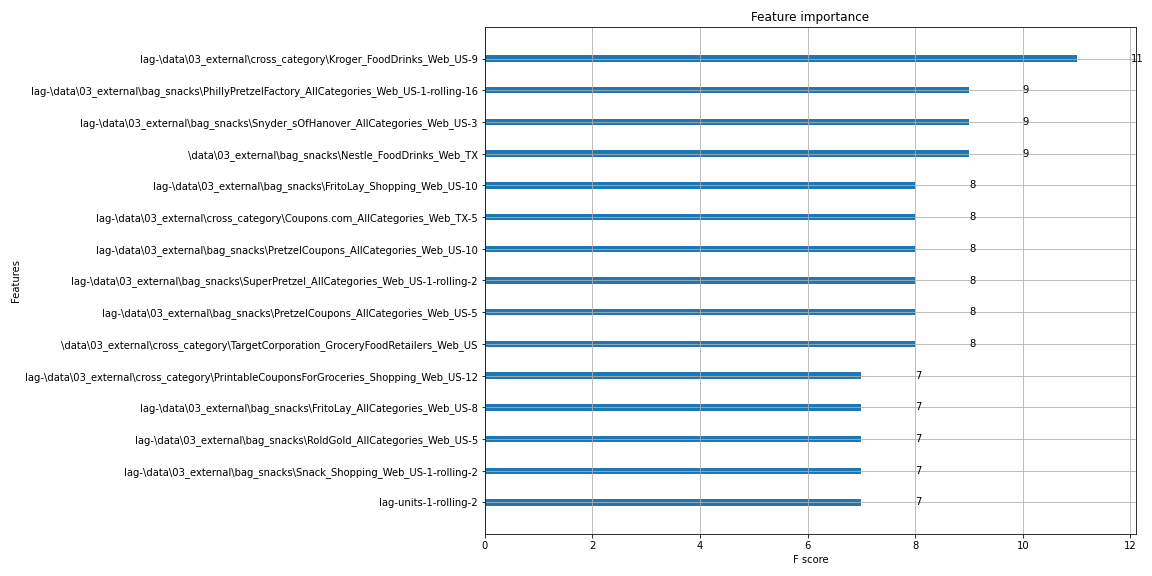 Feature importance
lag-\data\03_external\cross_category\Kroger_FoodDrinks_Web_US-9 11
lag-\data\03_external\bag_snacks\PhillyPretzelFactory_AllCategories_Web_US-1-rolling-16 9
lag-\data\03_external\bag_snacks\Snyder_sOfHanover_AllCategories_Web_US-3 9
\data\03_external\bag_snacks\Nestle_FoodDrinks_Web_TX 9
lag-\data\03_external\bag_snacks\FritoLay_Shopping_Web_US-10 8
lag-\data\03_external\cross_category\Coupons.com_AllCategories_Web_TX-5 8
lag-\data\03_external\bag_snacks\PretzelCoupons_AllCategories_Web_US-10 8
lag-\data\03_external\bag_snacks\SuperPretzel_AllCategories_Web_US-1-rolling-2 8
lag-\data\03_external\bag_snacks\PretzelCoupons_AllCategories_Web_US-5 8
\data\03_external\cross_category\TargetCorporation_GroceryFoodRetailers_Web_US 8
lag-\data\03_external\cross_category\PrintableCouponsForGroceries_Shopping_Web_US-12 7
lag-\data\03_external\bag_snacks\FritoLay_AllCategories_Web_US-8 7
lag-\data\03_external\bag_snacks\RoldGold_AllCategories_Web_US-5 7
lag-\data\03_external\bag_snacks\Snack_Shopping_Web_US-1-rolling-2 7
lag-units-1-rolling-2 7
Features
0 2 4 6 8 10 12
F score